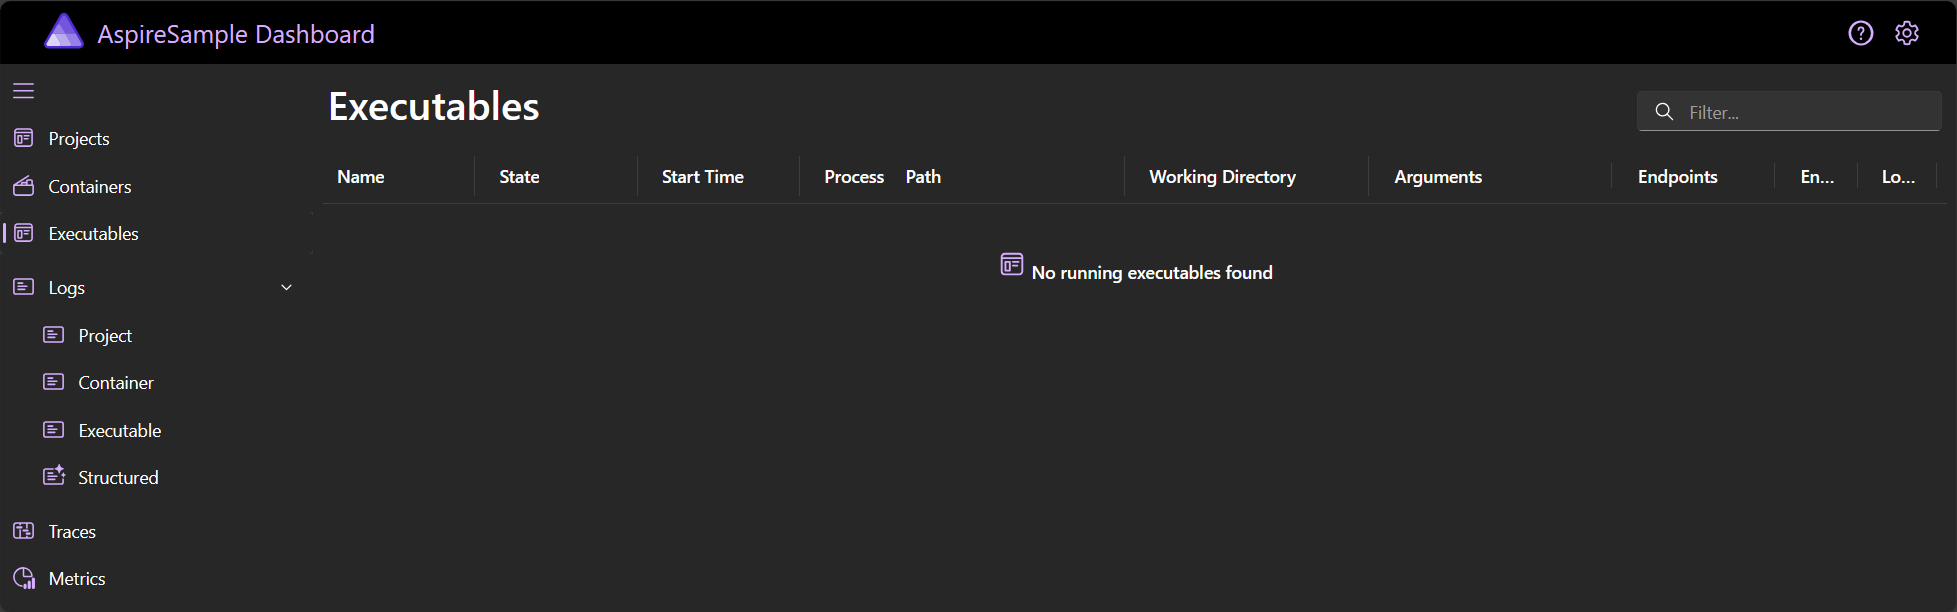 AspireSample Dashboard
Projects
Containers
Executables
Logs
Project
Container
Executable
Structured
Traces
Metrics
Executables
Filter...
Name State Start Time Process Path Working Directory Arguments Endpoints En... Lo...
No running executables found